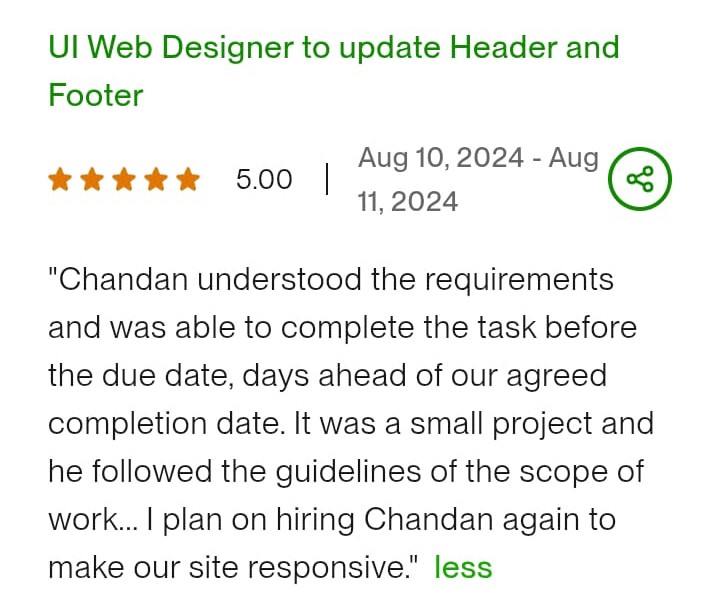 UI Web Designer to update Header and
Footer
5.00 | Aug 10, 2024 - Aug
11, 2024
"Chandan understood the requirements
and was able to complete the task before
the due date, days ahead of our agreed
completion date. It was a small project and
he followed the guidelines of the scope of
work... I plan on hiring Chandan again to
make our site responsive." less